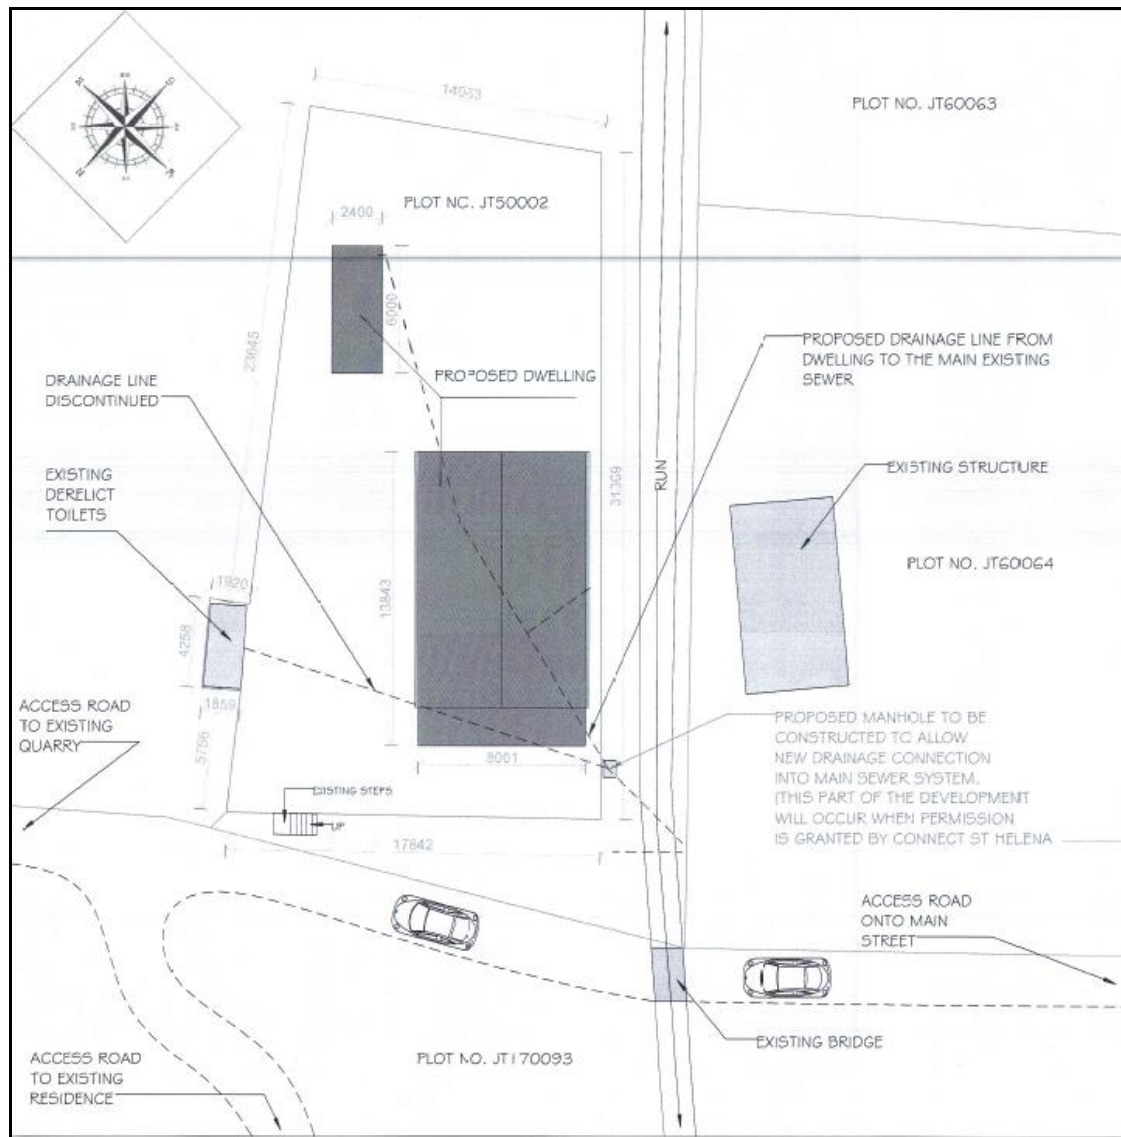 14063
PLOT NO. JT60063
PLOT NC. JT50002
2400
6000
23645
PROPOSED DWELLING
PROPOSED DRAINAGE LINE FROM
DWELLING TO THE MAIN EXISTING
SEWER
DRAINAGE LINE
DISCONTINUED
RUN
EXISTING STRUCTURE
EXISTING
DERELICT
TOILETS
31309
PLOT NO. JT60064
13843
1920
4258
1859
5756
ACCESS ROAD
TO EXISTING
QUARRY
8001
PROPOSED MANHOLE TO BE
CONSTRUCTED TO ALLOW
NEW DRAINAGE CONNECTION
INTO MAIN SEWER SYSTEM.
(THIS PART OF THE DEVELOPMENT
WILL OCCUR WHEN PERMISSION
IS GRANTED BY CONNECT ST HELENA
EXISTING STEPS
UP
17842
ACCESS ROAD
ONTO MAIN
STREET
EXISTING BRIDGE
PLOT NO. JT170093
ACCESS ROAD
TO EXISTING
RESIDENCE